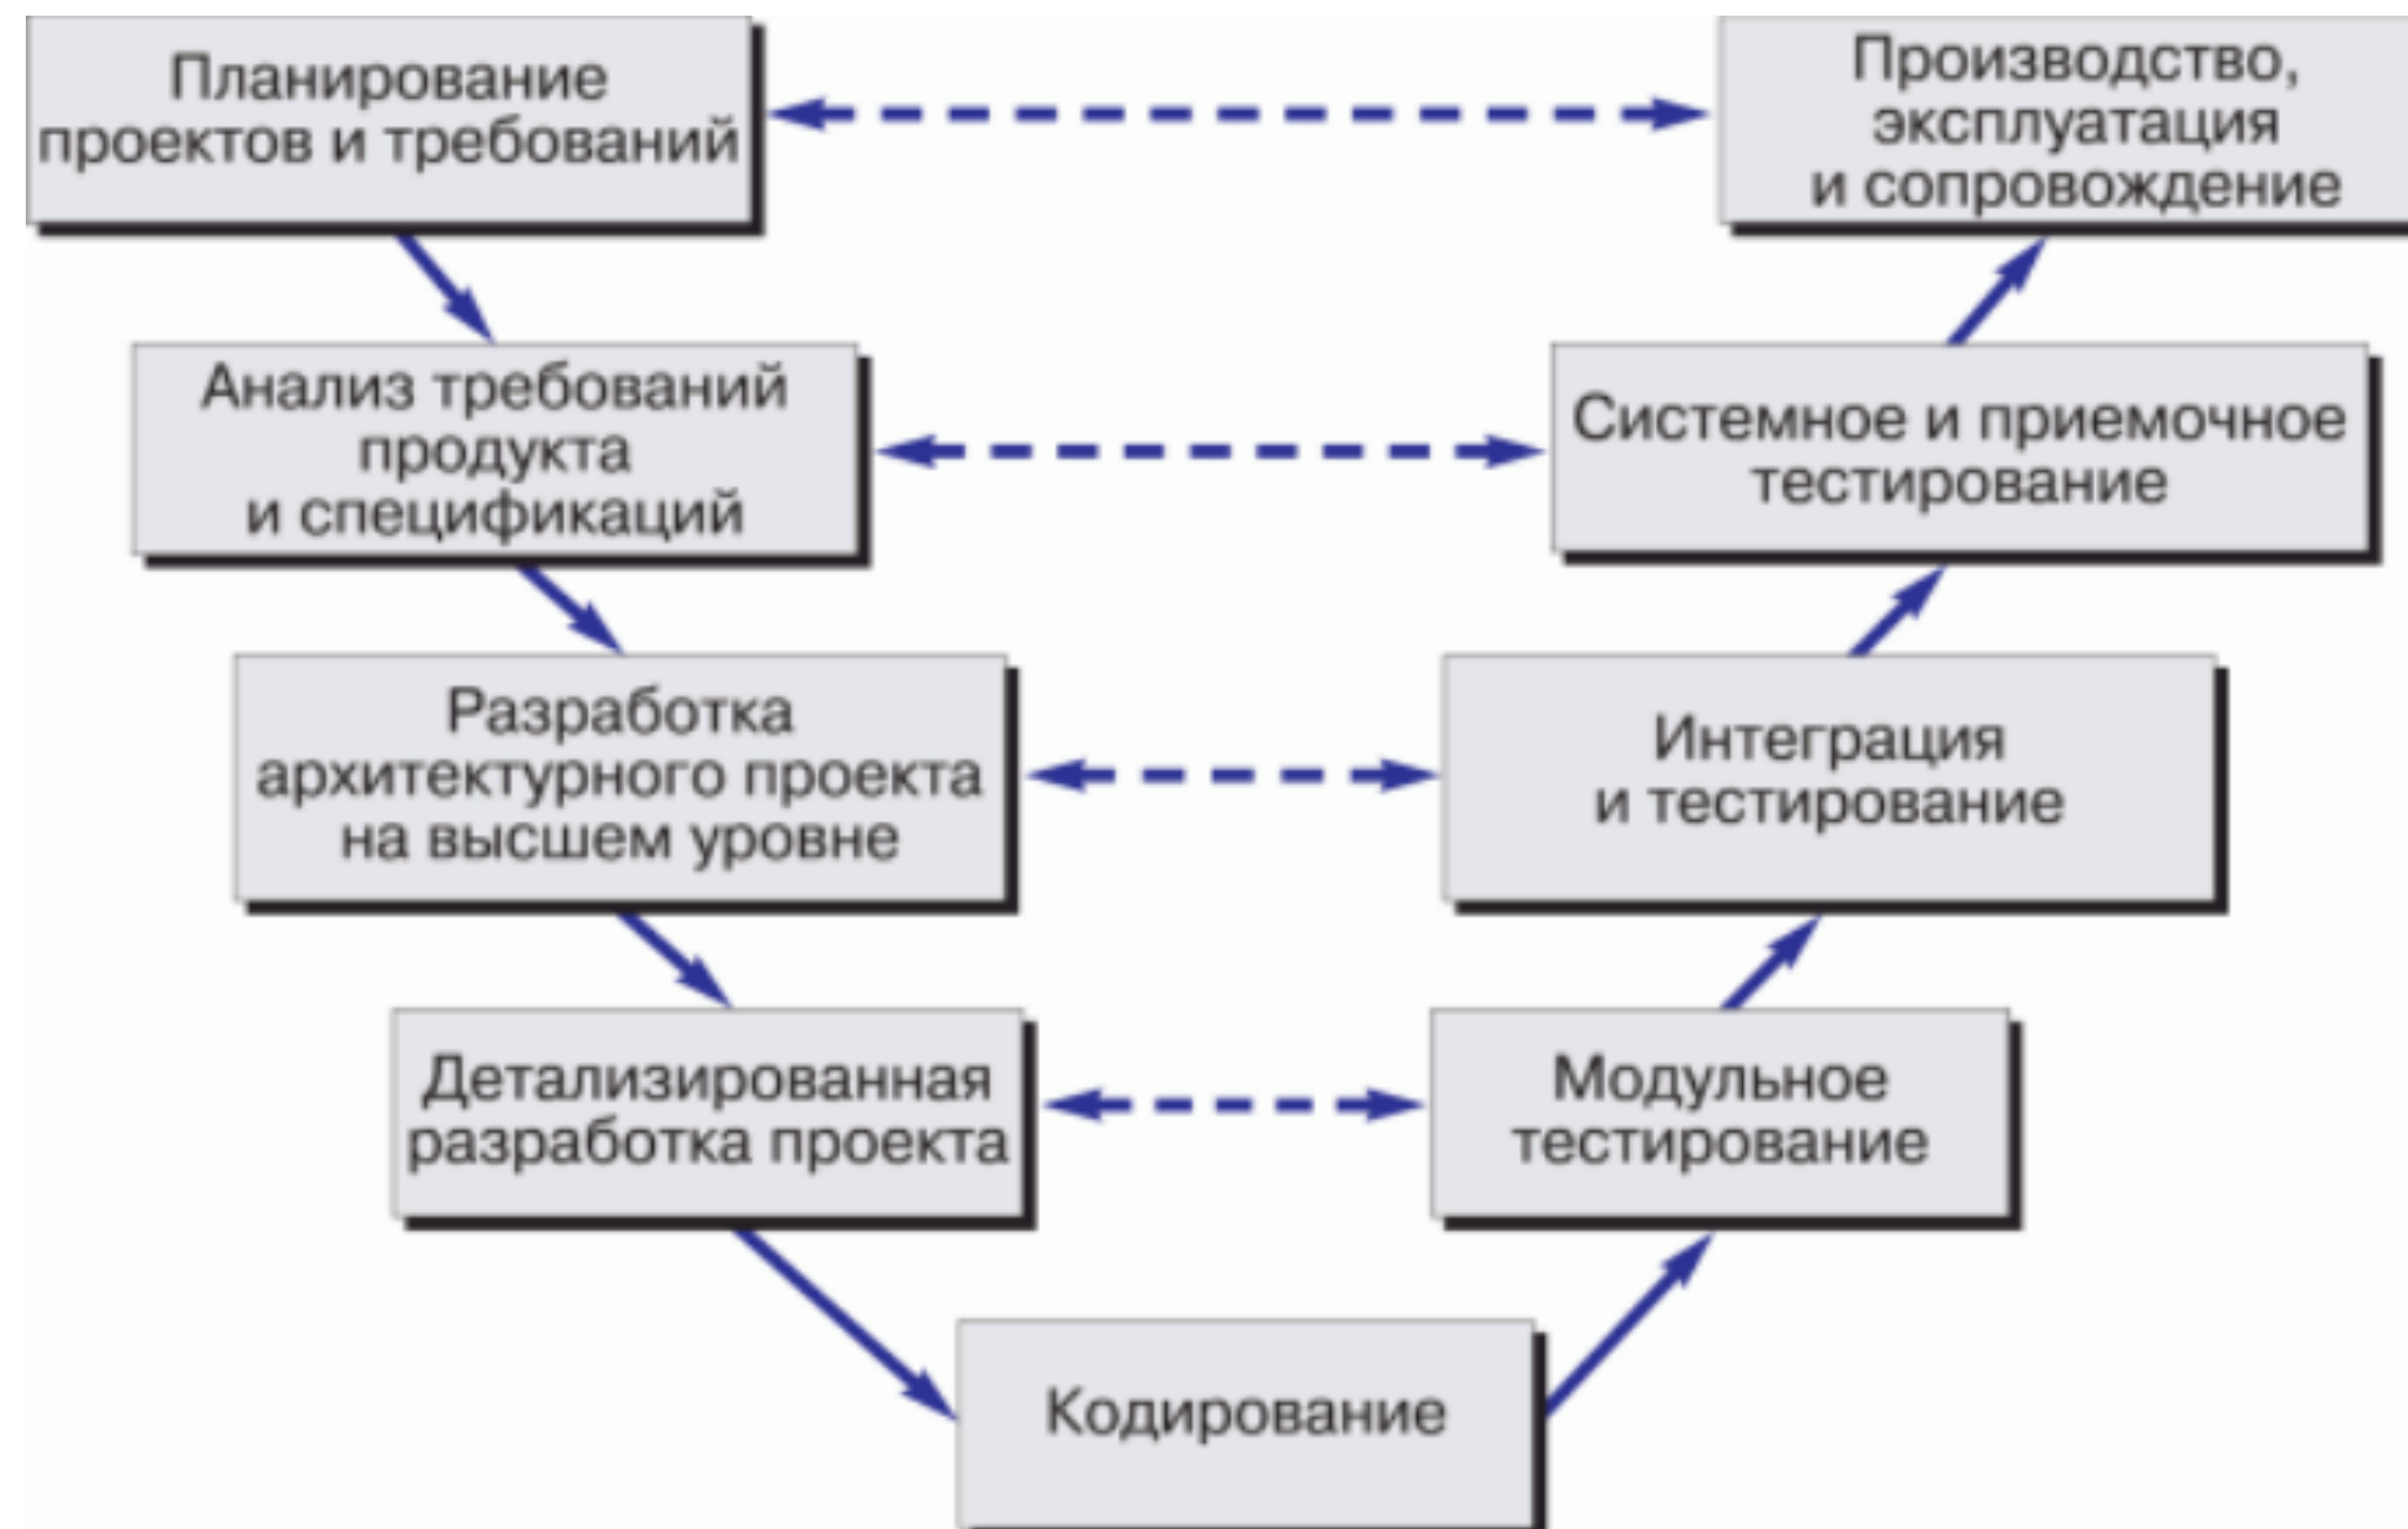 Планирование
проектов и требований
Производство,
эксплуатация
и сопровождение
Анализ требований
продукта
и спецификаций
Системное и приемочное
тестирование
Разработка
архитектурного проекта
на высшем уровне
Интеграция
и тестирование
Детализированная
разработка проекта
Модульное
тестирование
Кодирование